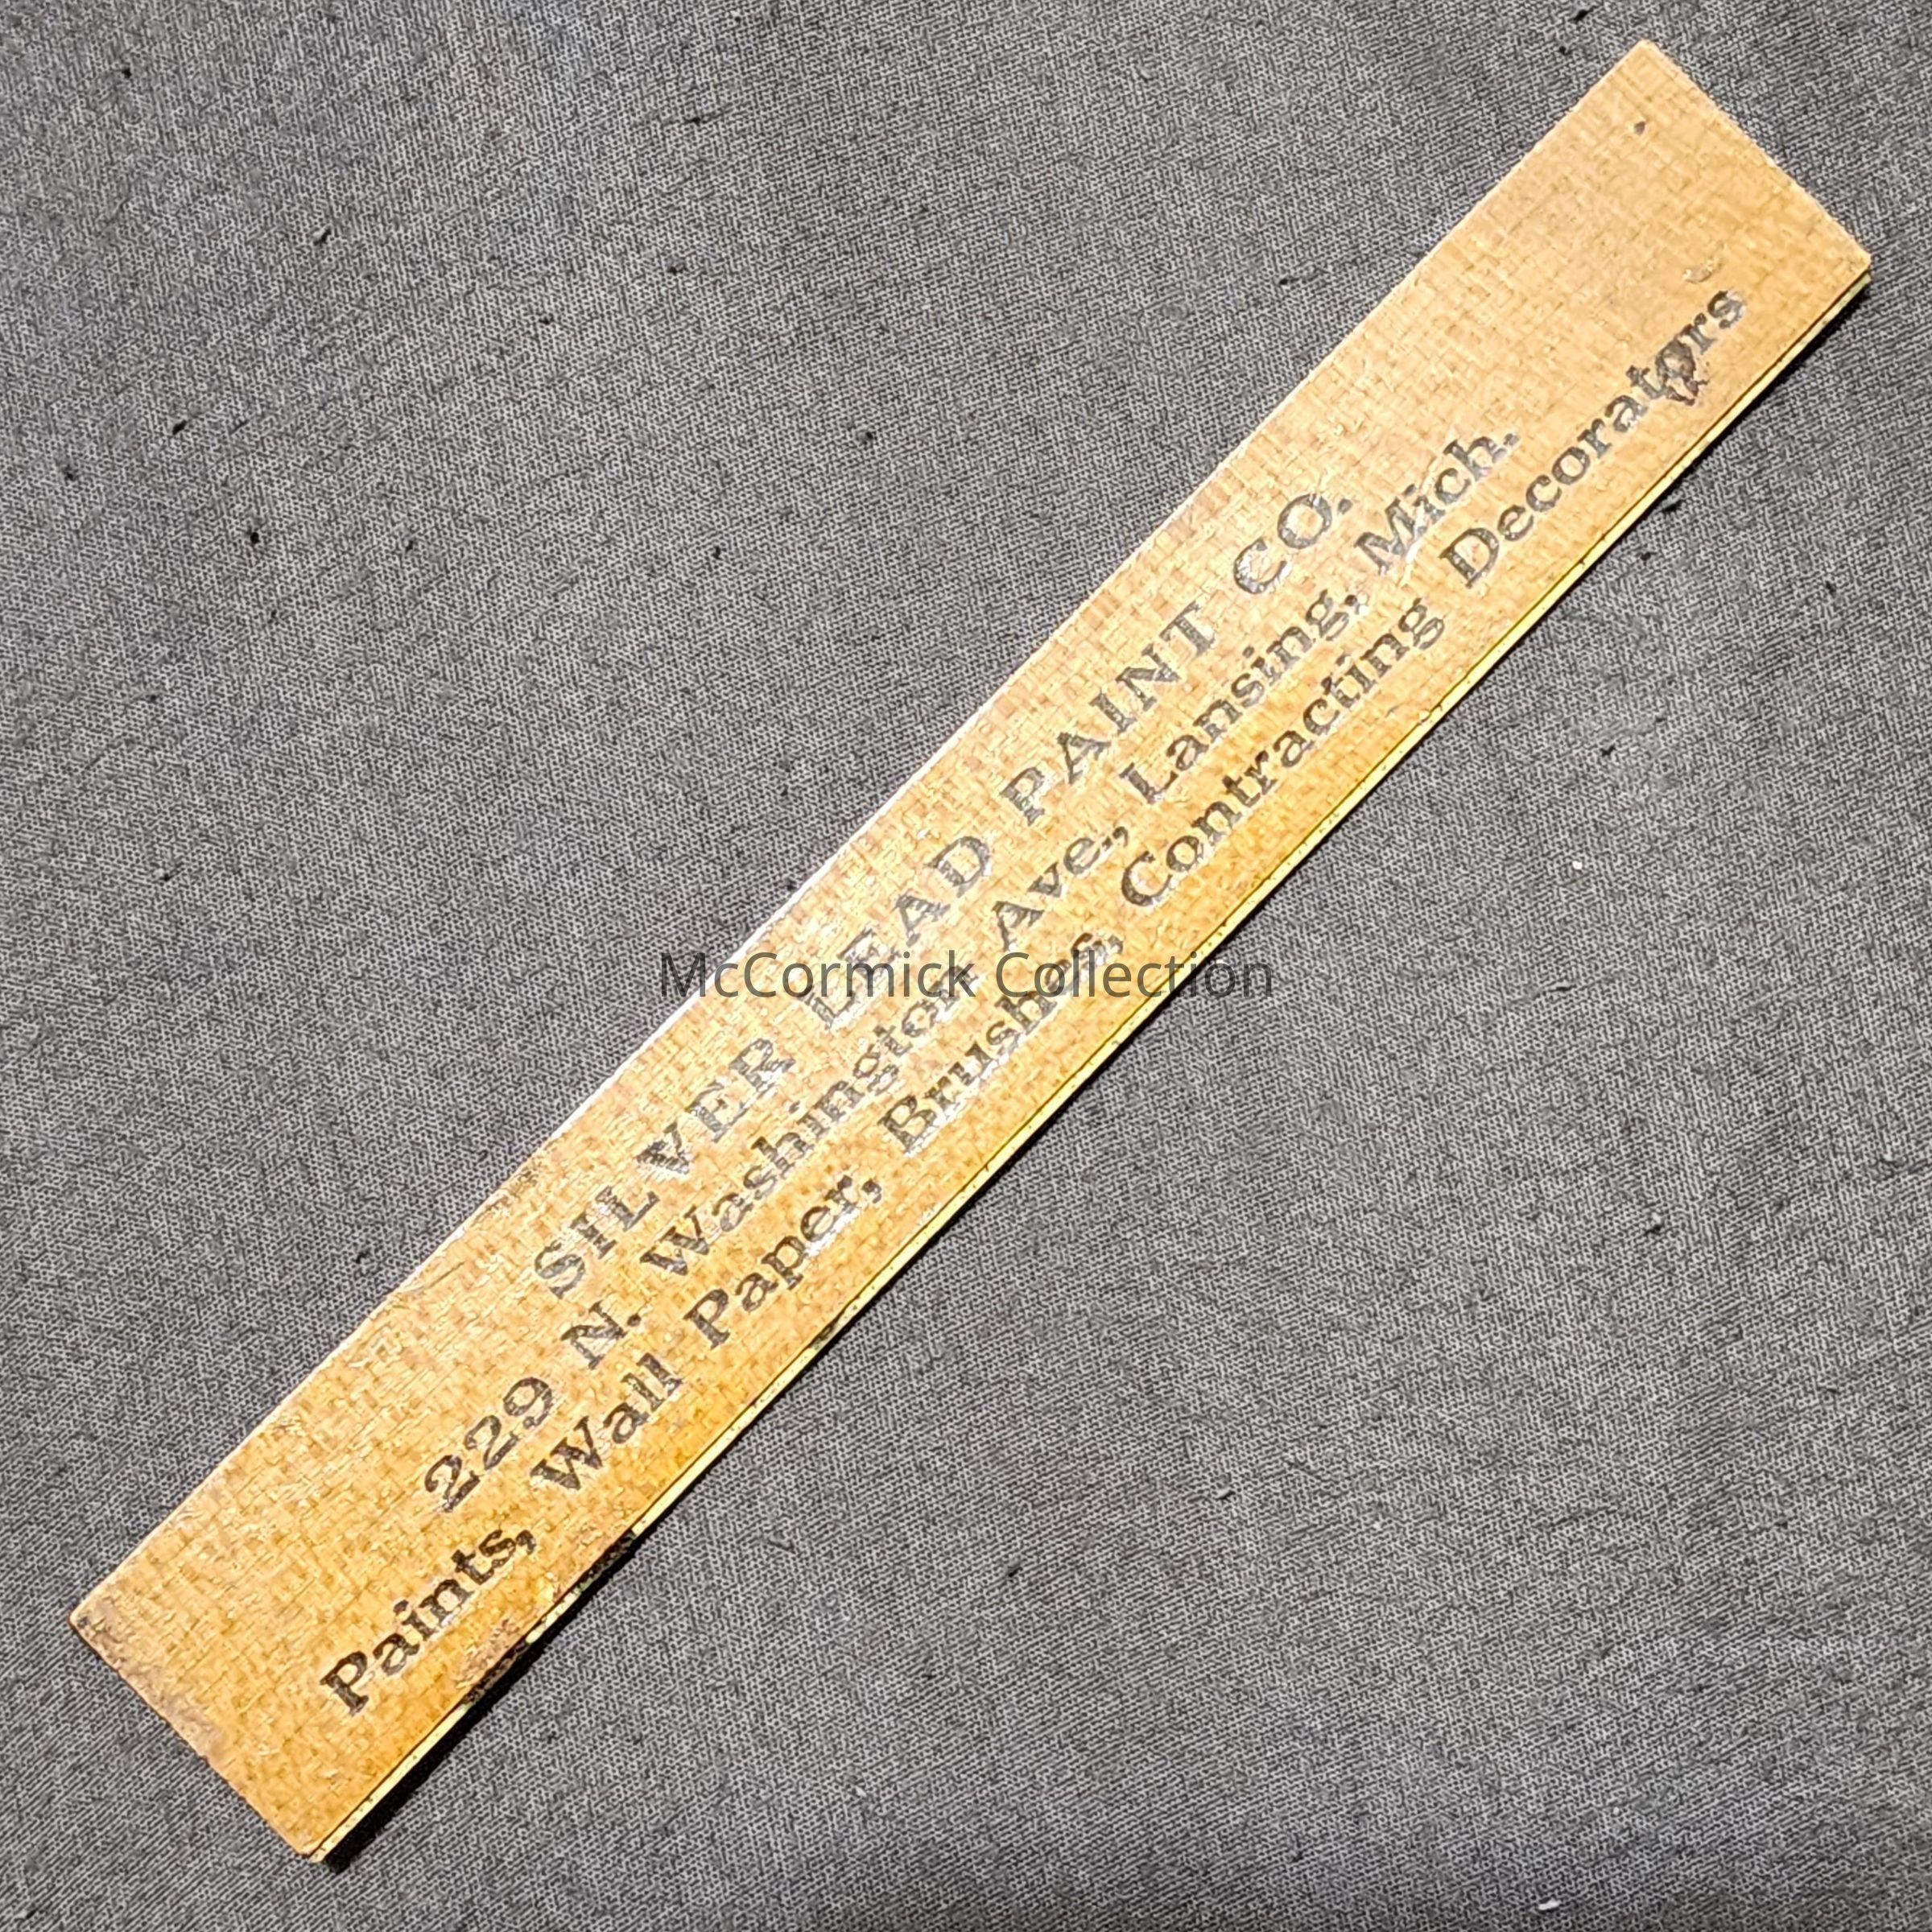 SILVER LEAD PAINT CO.
229 N. Washington Ave., Lansing, Mich.
Paints, Wall Paper, Brushes, Contracting Decorators
McCormick Collection